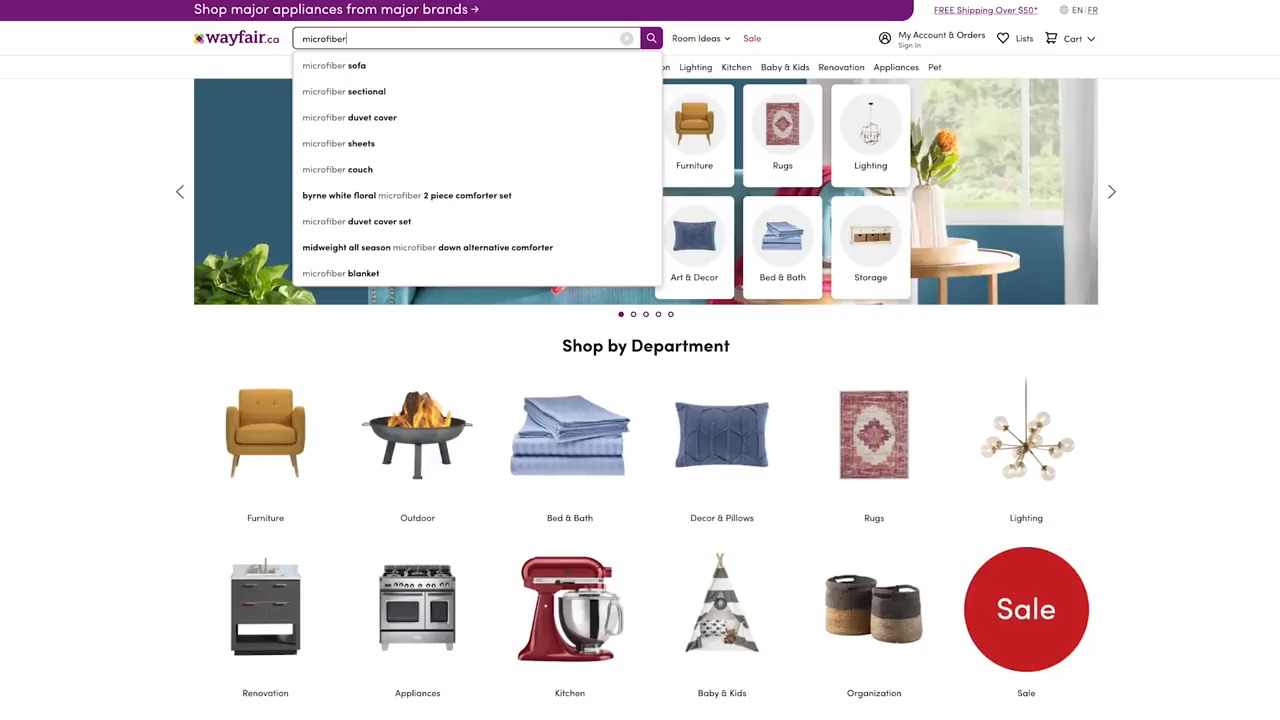 Shop major appliances from major brands →
FREE Shipping Over $50*
EN | FR
wayfair.ca
microfiber
Room Ideas
Sale
My Account & Orders
Sign In
Lists
Cart
Lighting
Kitchen
Baby & Kids
Renovation
Appliances
Pet
microfiber sofa
microfiber sectional
microfiber duvet cover
microfiber sheets
microfiber couch
byrne white floral microfiber 2 piece comforter set
microfiber duvet cover set
midweight all season microfiber down alternative comforter
microfiber blanket
Furniture
Rugs
Lighting
Art & Decor
Bed & Bath
Storage
Shop by Department
Furniture
Outdoor
Bed & Bath
Decor & Pillows
Rugs
Lighting
Sale
Renovation
Appliances
Kitchen
Baby & Kids
Organization
Sale